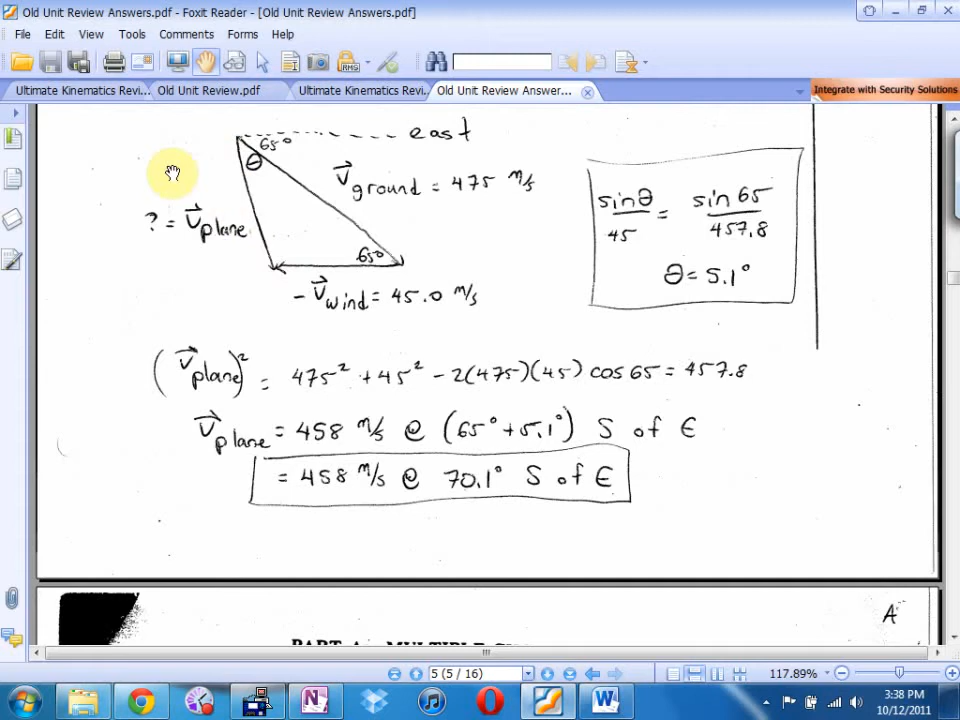 Old Unit Review Answers.pdf - Foxit Reader - [Old Unit Review Answers.pdf]
File Edit View Tools Comments Forms Help
Ultimate Kinematics Revi... Old Unit Review.pdf Ultimate Kinematics Revi... Old Unit Review Answer... Integrate with Security Solutions
east
65°
θ
V⃗ ground = 475 m/s
? = V⃗ plane
65°
- V⃗ wind = 45.0 m/s
sinθ/45 = sin 65/457.8
θ = 5.1°
(V⃗ plane)² = 475² + 45² - 2(475)(45) cos 65 = 457.8
V⃗ plane = 458 m/s @ (65° + 5.1°) S of E
= 458 m/s @ 70.1° S of E
A
5 (5 / 16) 117.89%
3:38 PM
10/12/2011